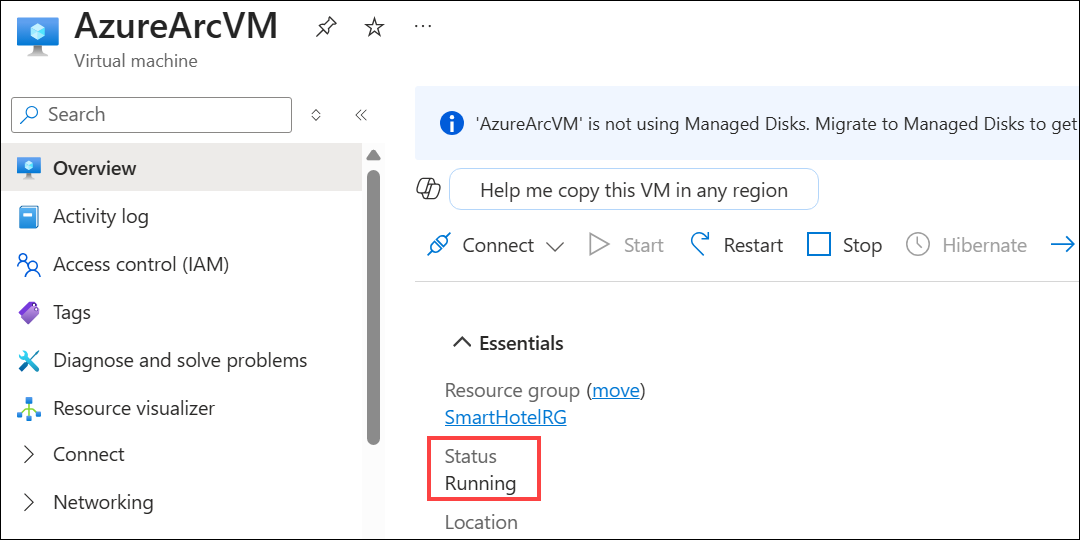 AzureArcVM
Virtual machine
Search
Overview
Activity log
Access control (IAM)
Tags
Diagnose and solve problems
Resource visualizer
Connect
Networking
'AzureArcVM' is not using Managed Disks. Migrate to Managed Disks to get
Help me copy this VM in any region
Connect Start Restart Stop Hibernate
Essentials
Resource group (move)
SmartHotelRG
Status
Running
Location